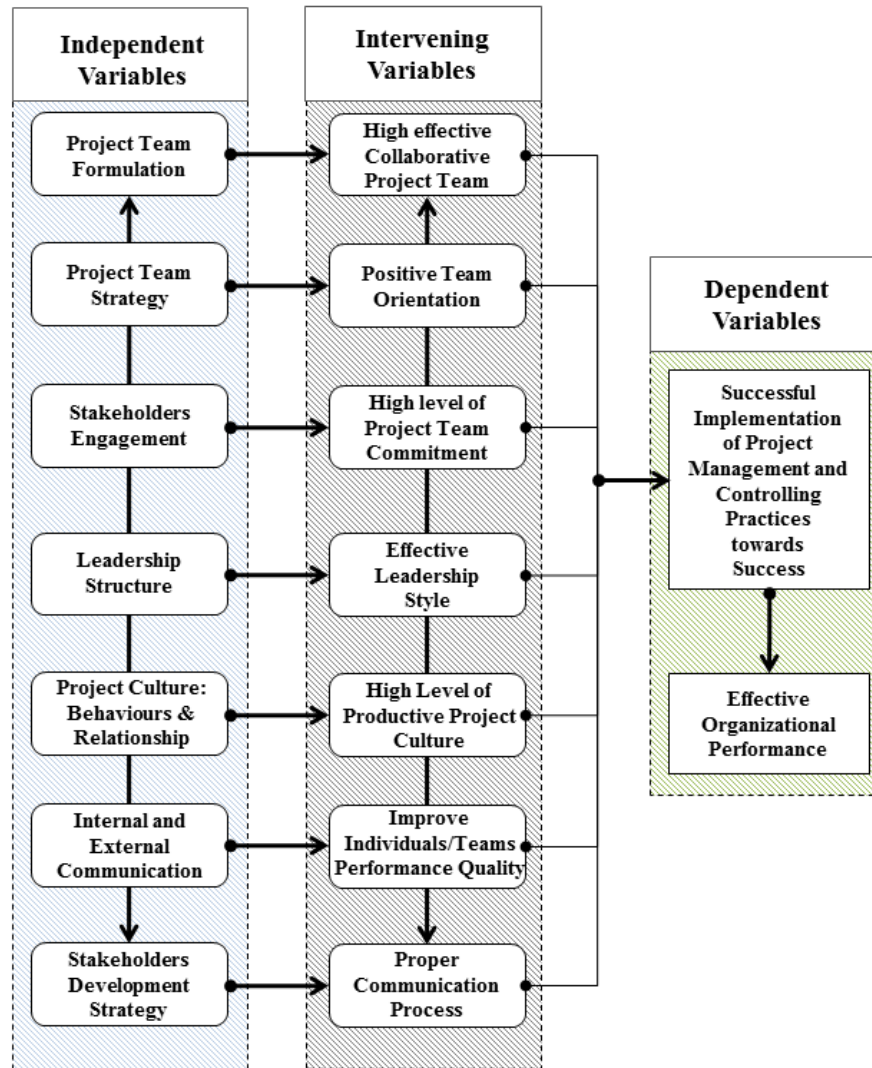 Independent
Variables
Project Team
Formulation
Project Team
Strategy
Stakeholders
Engagement
Leadership
Structure
Project Culture:
Behaviours &
Relationship
Internal and
External
Communication
Stakeholders
Development
Strategy
Intervening
Variables
High effective
Collaborative
Project Team
Positive Team
Orientation
High level of
Project Team
Commitment
Effective
Leadership
Style
High Level of
Productive Project
Culture
Improve
Individuals/Teams
Performance Quality
Proper
Communication
Process
Dependent
Variables
Successful
Implementation
of Project
Management and
Controlling
Practices
towards
Success
Effective
Organizational
Performance